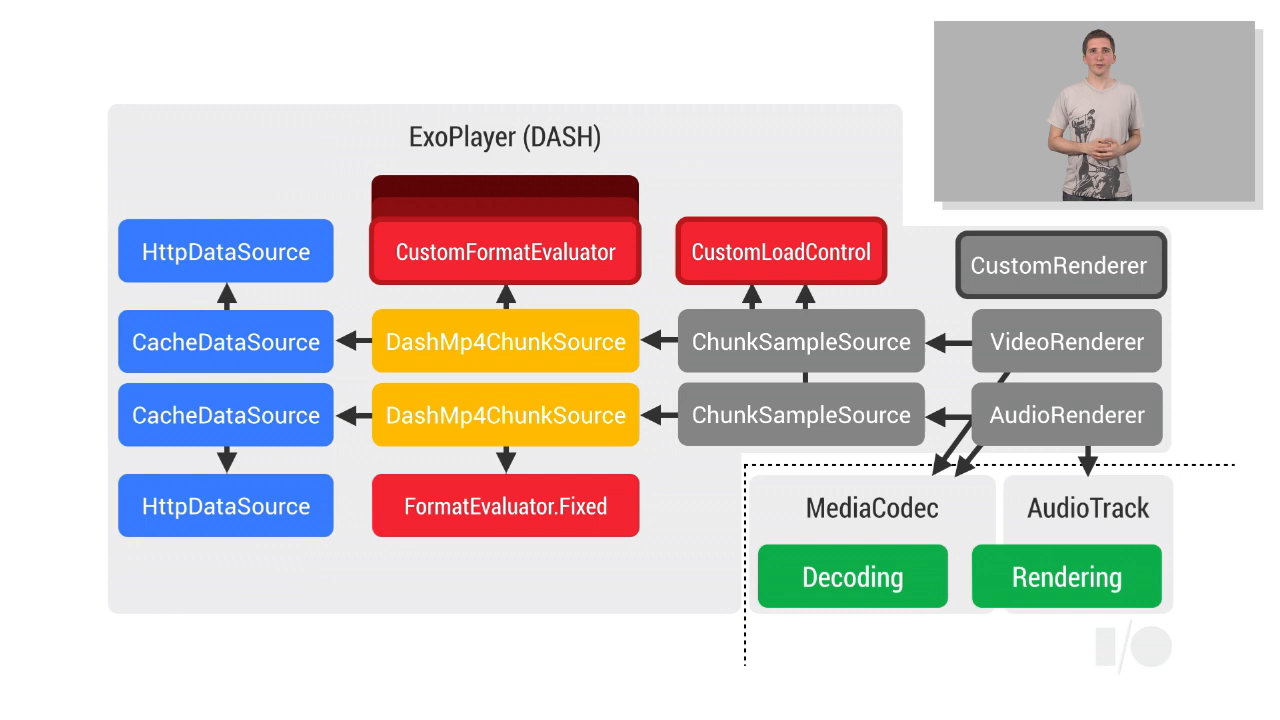 ExoPlayer (DASH)
HttpDataSource
CustomFormatEvaluator
CustomLoadControl
CustomRenderer
CacheDataSource
DashMp4ChunkSource
ChunkSampleSource
VideoRenderer
CacheDataSource
DashMp4ChunkSource
ChunkSampleSource
AudioRenderer
HttpDataSource
FormatEvaluator.Fixed
MediaCodec
AudioTrack
Decoding
Rendering
I/O